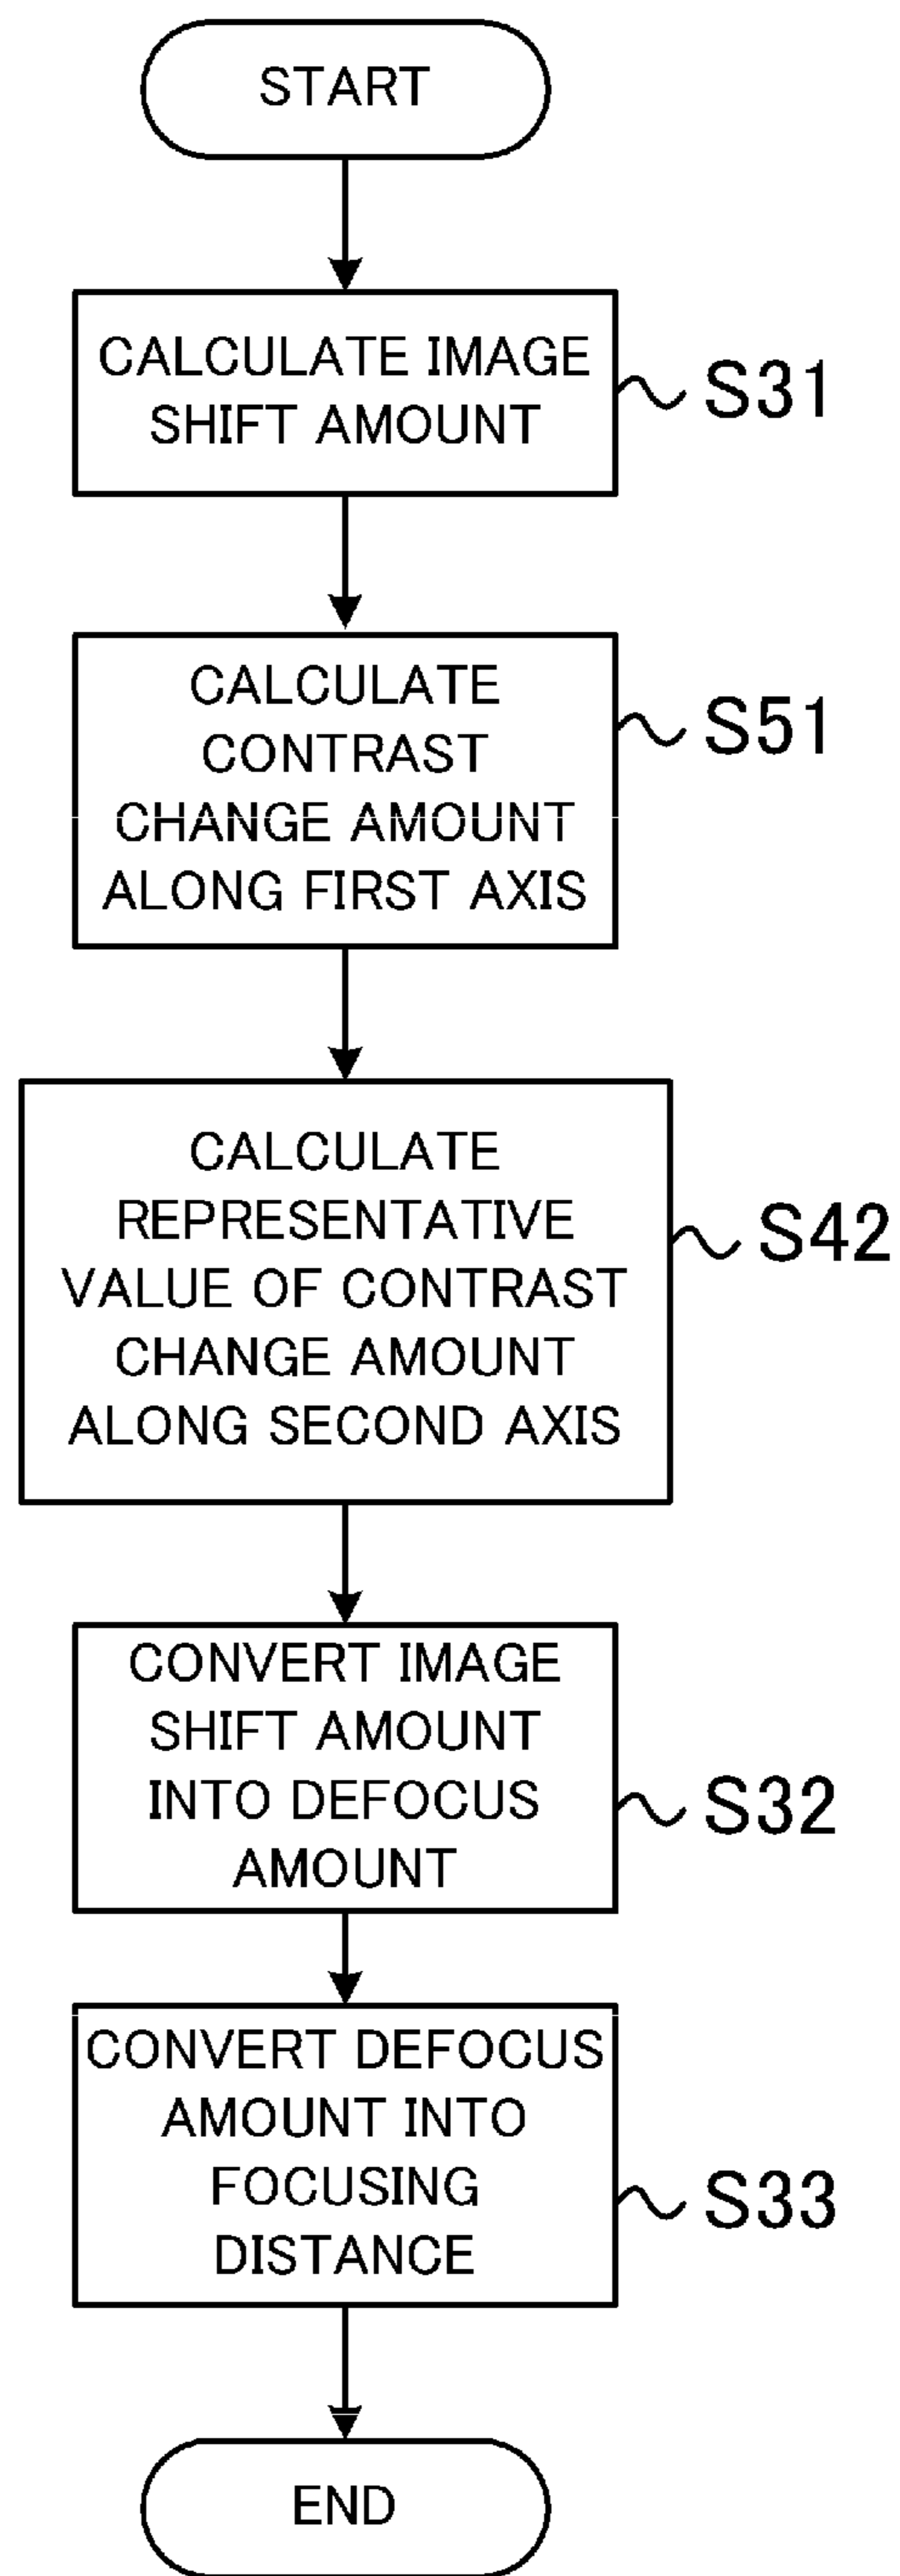 START
CALCULATE IMAGE
SHIFT AMOUNT
S31
CALCULATE
CONTRAST
CHANGE AMOUNT
ALONG FIRST AXIS
S51
CALCULATE
REPRESENTATIVE
VALUE OF CONTRAST
CHANGE AMOUNT
ALONG SECOND AXIS
S42
CONVERT IMAGE
SHIFT AMOUNT
INTO DEFOCUS
AMOUNT
S32
CONVERT DEFOCUS
AMOUNT INTO
FOCUSING
DISTANCE
S33
END